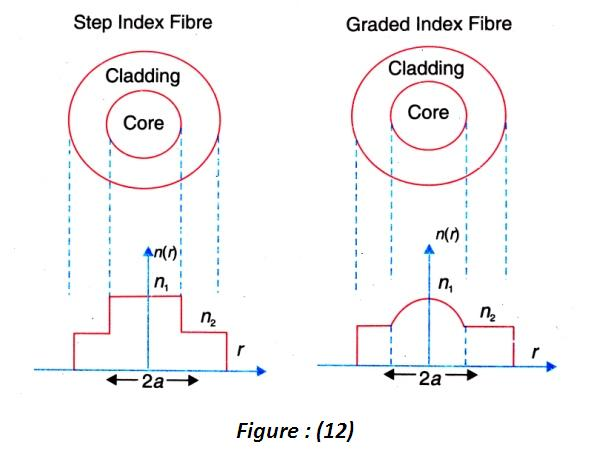 Step Index Fibre
Cladding
Core
n(r)
n₁
n₂
r
2a
Graded Index Fibre
Cladding
Core
n(r)
n₁
n₂
r
2a
Figure : (12)